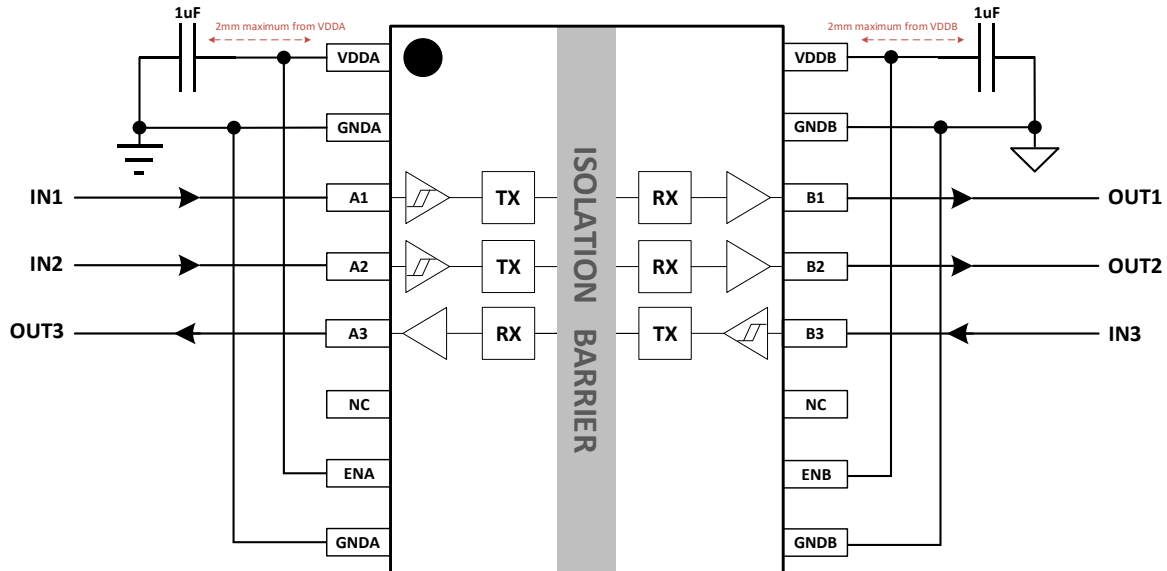 1uF
2mm maximum from VDDA
2mm maximum from VDDB
1uF
VDDA
VDDB
GNDA
GNDB
IN1
A1
TX
RX
B1
OUT1
IN2
A2
TX
RX
B2
OUT2
OUT3
A3
RX
TX
B3
IN3
ISOLATION BARRIER
NC
NC
ENA
ENB
GNDA
GNDB